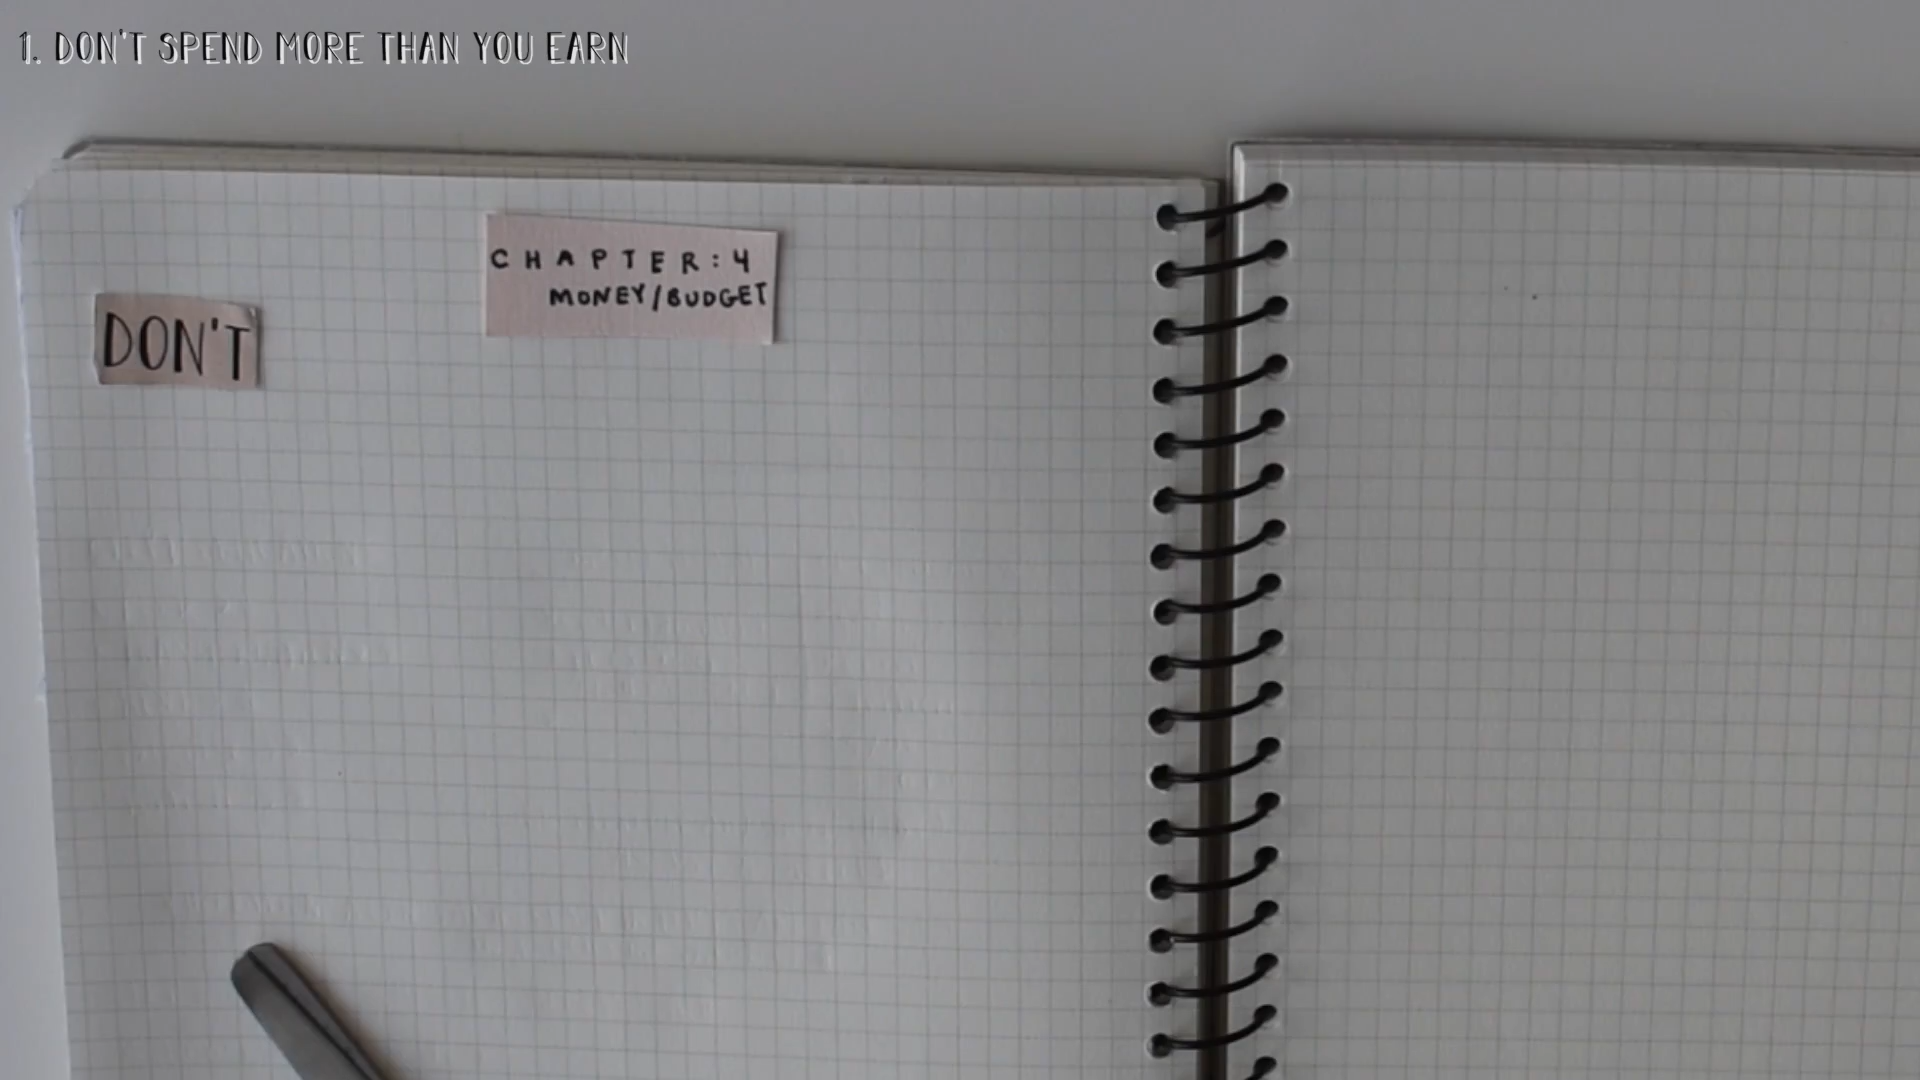 1. DON'T SPEND MORE THAN YOU EARN
CHAPTER: 4
MONEY/BUDGET
DON'T